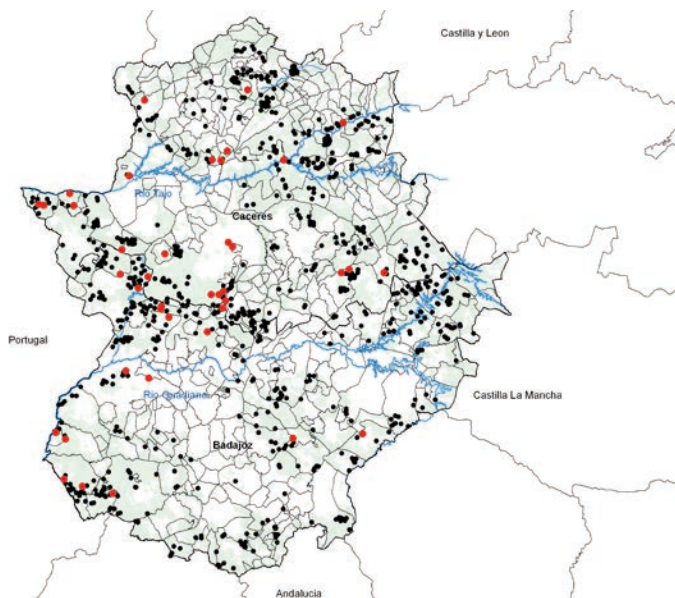 Castilla y Leon
Rio Tajo
Caceres
Portugal
Rio Guadiana
Castilla La Mancha
Badajoz
Andalucia